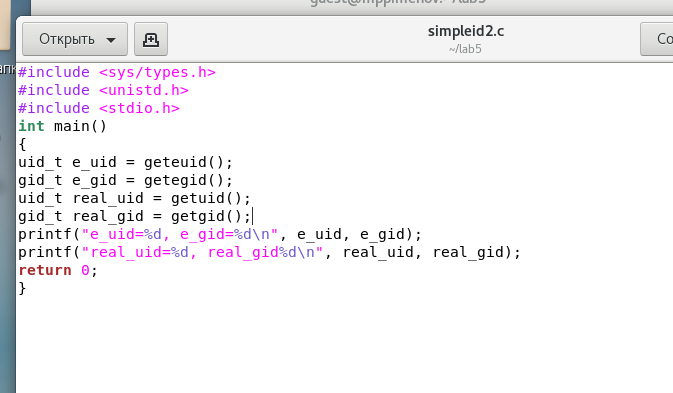 Открыть
simpleid2.c
~/lab5
#include <sys/types.h>
#include <unistd.h>
#include <stdio.h>
int main()
{
uid_t e_uid = geteuid();
gid_t e_gid = getegid();
uid_t real_uid = getuid();
gid_t real_gid = getgid();
printf("e_uid=%d, e_gid=%d\n", e_uid, e_gid);
printf("real_uid=%d, real_gid%d\n", real_uid, real_gid);
return 0;
}